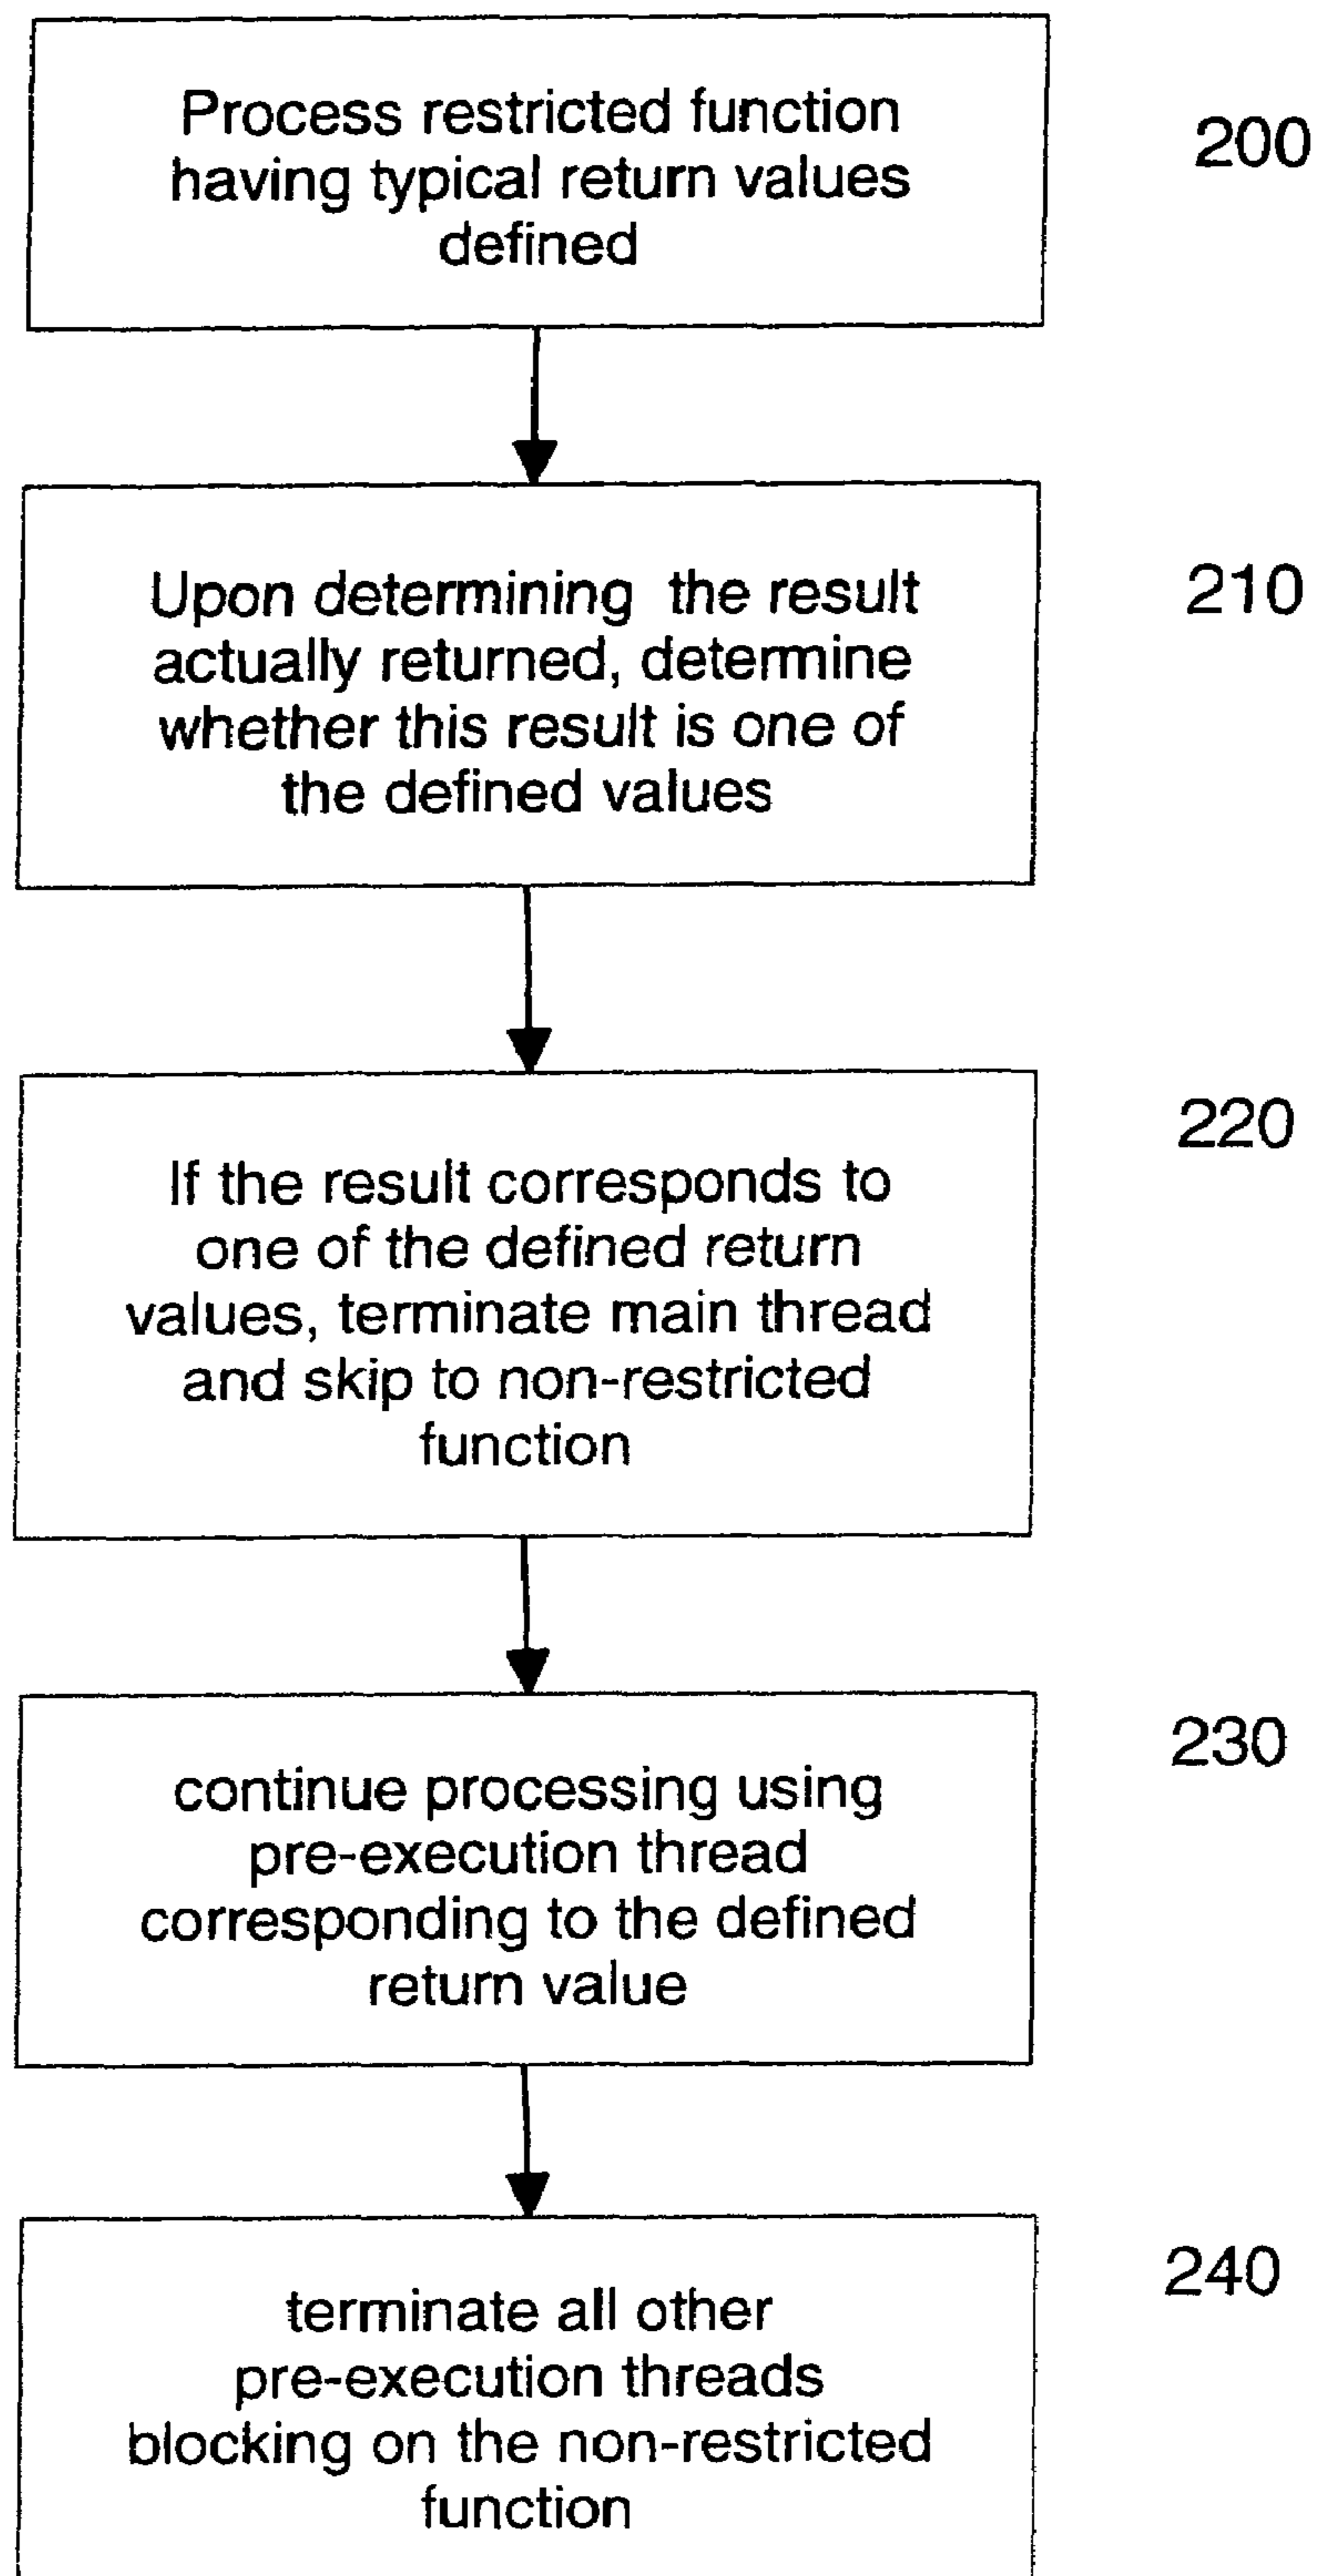 Process restricted function
having typical return values
defined
200
Upon determining the result
actually returned, determine
whether this result is one of
the defined values
210
If the result corresponds to
one of the defined return
values, terminate main thread
and skip to non-restricted
function
220
continue processing using
pre-execution thread
corresponding to the defined
return value
230
terminate all other
pre-execution threads
blocking on the non-restricted
function
240